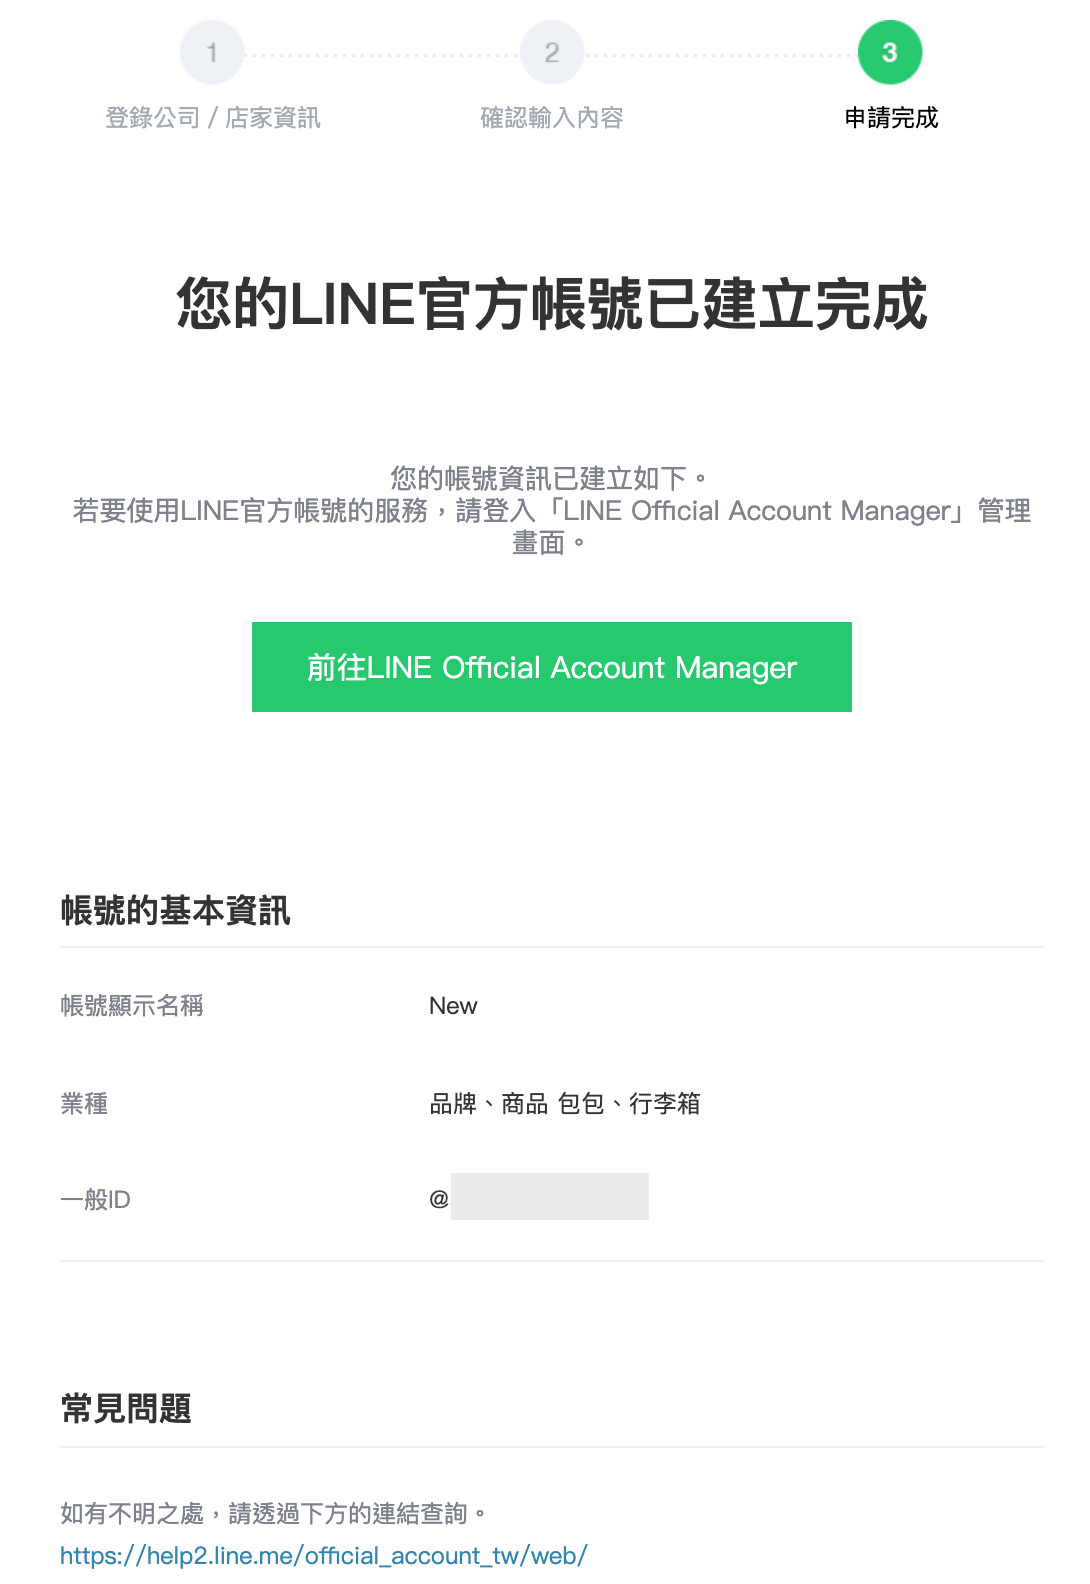 1
2
3
登錄公司 / 店家資訊
確認輸入內容
申請完成
您的LINE官方帳號已建立完成
您的帳號資訊已建立如下。
若要使用LINE官方帳號的服務，請登入「LINE Official Account Manager」管理
畫面。
前往LINE Official Account Manager
帳號的基本資訊
帳號顯示名稱 New
業種 品牌、商品 包包、行李箱
一般ID @
常見問題
如有不明之處，請透過下方的連結查詢。
https://help2.line.me/official_account_tw/web/